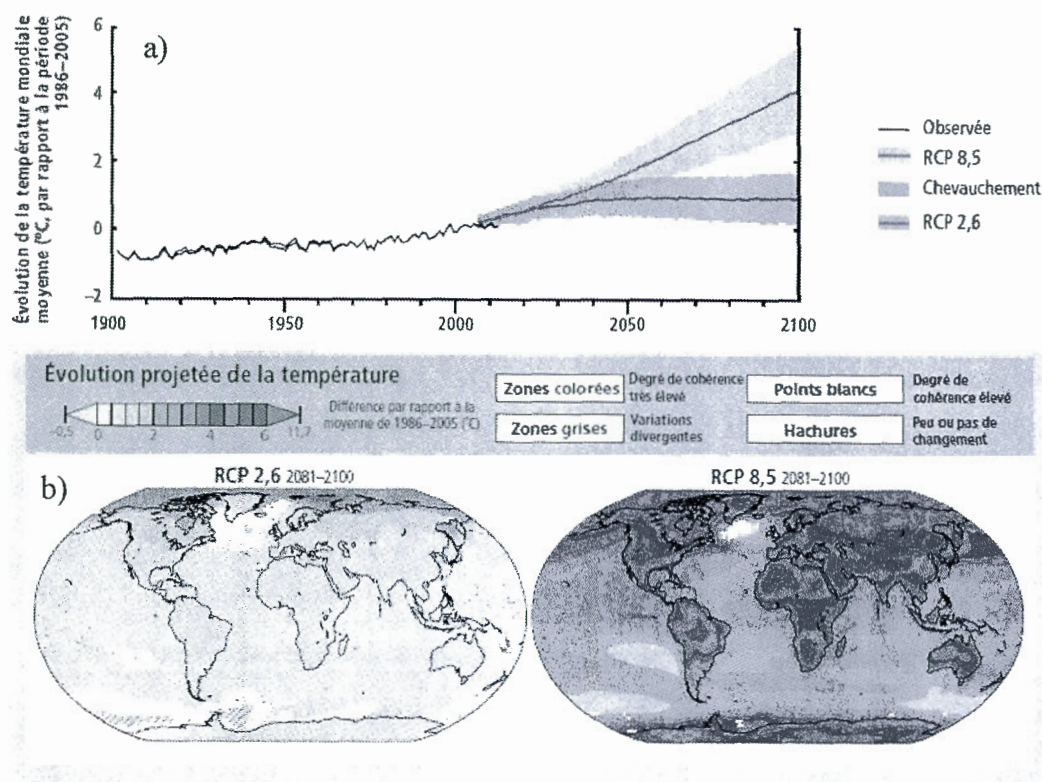 Évolution de la température mondiale
moyenne (°C, par rapport à la période
1986–2005)
6
4
2
0
–2
a)
1900
1950
2000
2050
2100
Observée
RCP 8,5
Chevauchement
RCP 2,6
Évolution projetée de la température
–0,5
0
2
4
6
11,7
Différence par rapport à la
moyenne de 1986–2005 (°C)
Zones colorées
Degré de cohérence
très élevé
Zones grises
Variations
divergentes
Points blancs
Degré de
cohérence élevé
Hachures
Peu ou pas de
changement
b)
RCP 2,6 2081–2100
RCP 8,5 2081–2100